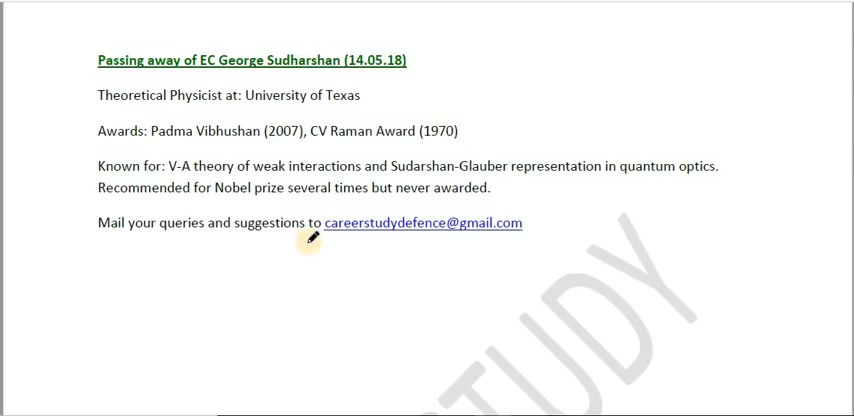 Passing away of EC George Sudharshan (14.05.18)
Theoretical Physicist at: University of Texas
Awards: Padma Vibhushan (2007), CV Raman Award (1970)
Known for: V-A theory of weak interactions and Sudarshan-Glauber representation in quantum optics.
Recommended for Nobel prize several times but never awarded.
Mail your queries and suggestions to careerstudydefence@gmail.com
STUDY